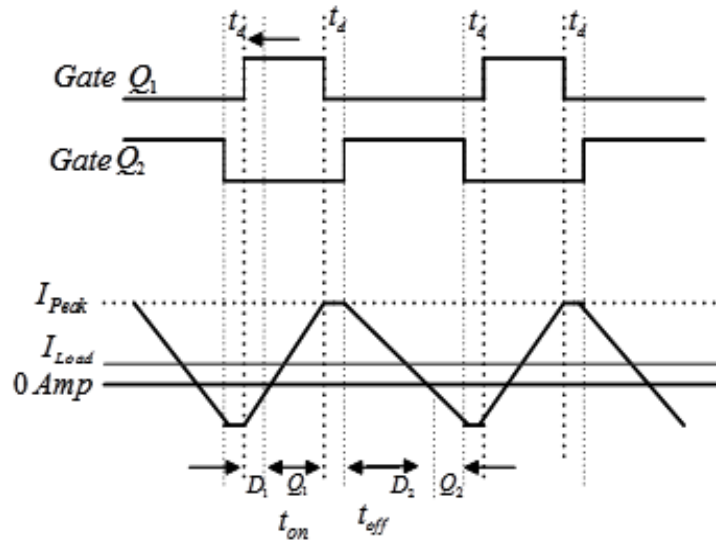 t_d t_d t_d t_d
Gate Q_1
Gate Q_2
I_Peak
I_Load
0 Amp
D_1 Q_1 D_2 Q_2
t_on t_off